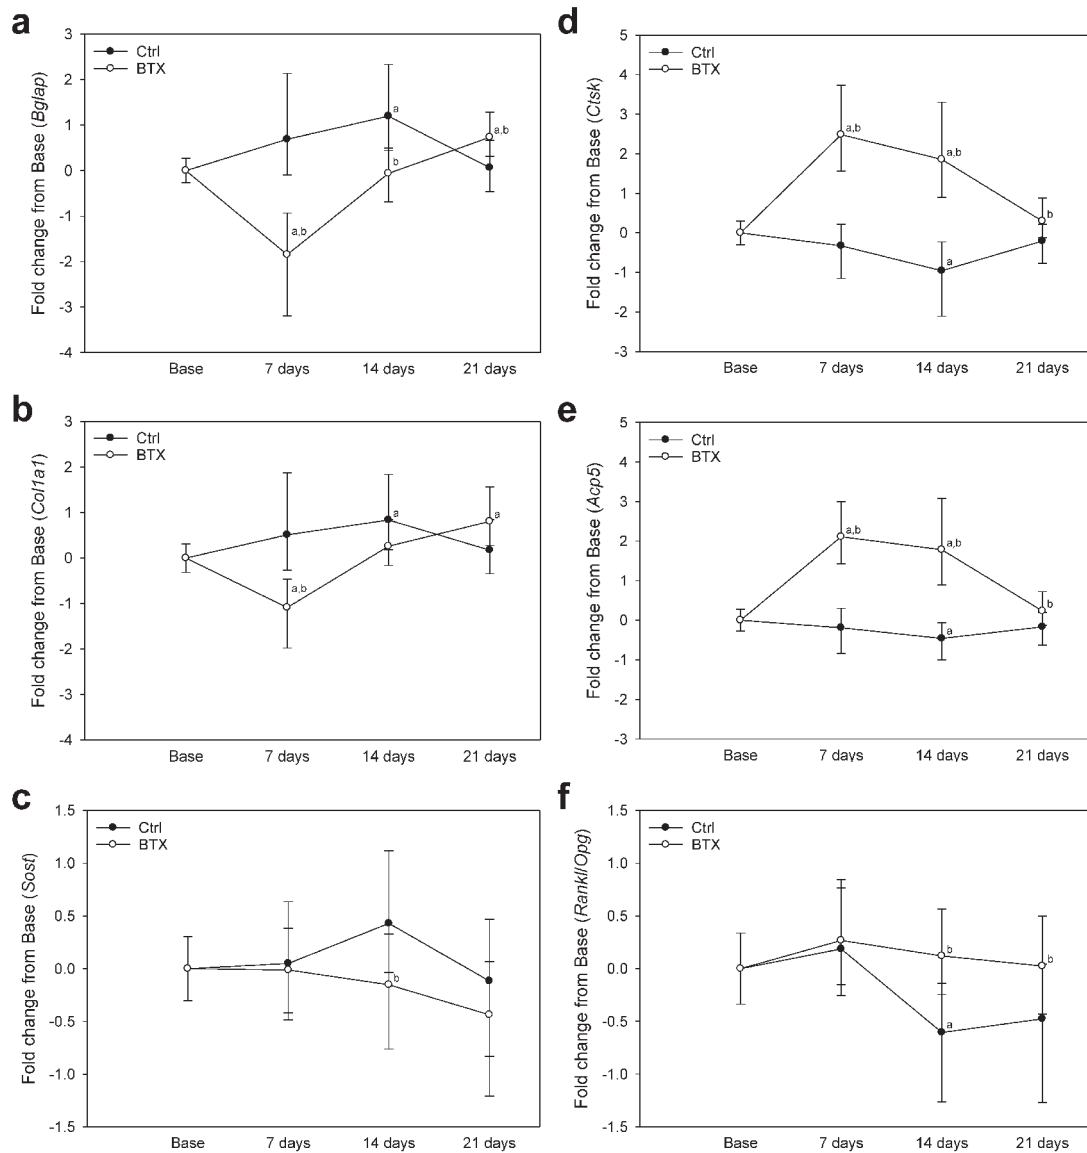 a
Fold change from Base (Bglap)
3
2
1
0
-1
-2
-3
-4
Ctrl
BTX
a
b
a,b
a,b
Base 7 days 14 days 21 days
b
Fold change from Base (Col1a1)
3
2
1
0
-1
-2
-3
-4
Ctrl
BTX
a
a
a,b
Base 7 days 14 days 21 days
c
Fold change from Base (Sost)
1.5
1.0
0.5
0.0
-0.5
-1.0
-1.5
Ctrl
BTX
b
Base 7 days 14 days 21 days
d
Fold change from Base (Ctsk)
5
4
3
2
1
0
-1
-2
-3
Ctrl
BTX
a,b
a,b
b
a
Base 7 days 14 days 21 days
e
Fold change from Base (Acp5)
5
4
3
2
1
0
-1
-2
-3
Ctrl
BTX
a,b
a,b
b
a
Base 7 days 14 days 21 days
f
Fold change from Base (Rankl/Opg)
1.5
1.0
0.5
0.0
-0.5
-1.0
-1.5
Ctrl
BTX
b
b
a
Base 7 days 14 days 21 days